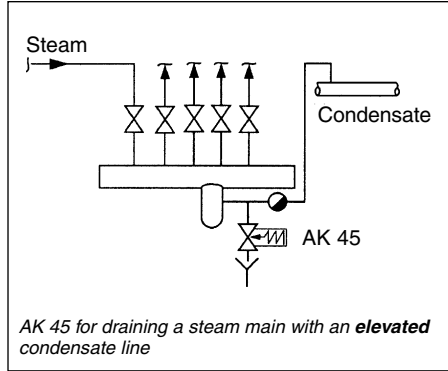 Steam
Condensate
AK 45
AK 45 for draining a steam main with an elevated
condensate line